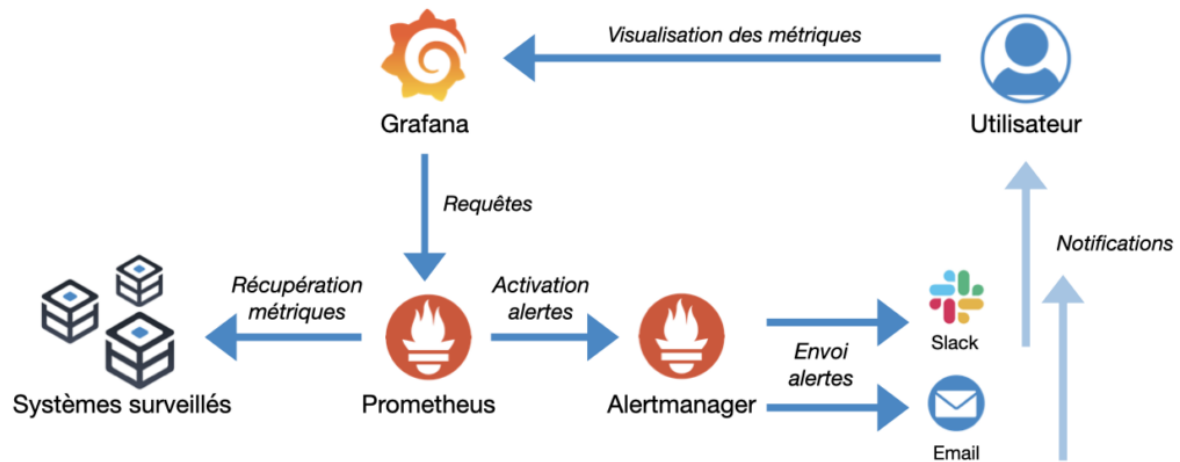 Visualisation des métriques
Grafana
Utilisateur
Requêtes
Notifications
Récupération
métriques
Activation
alertes
Slack
Envoi
alertes
Systèmes surveillés
Prometheus
Alertmanager
Email